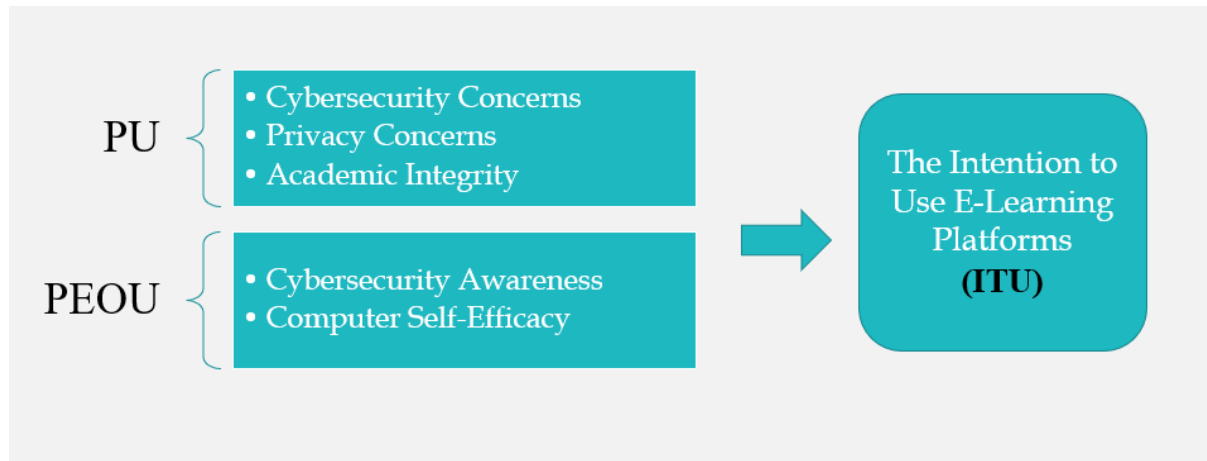 PU
• Cybersecurity Concerns
• Privacy Concerns
• Academic Integrity
PEOU
• Cybersecurity Awareness
• Computer Self-Efficacy
The Intention to
Use E-Learning
Platforms
(ITU)